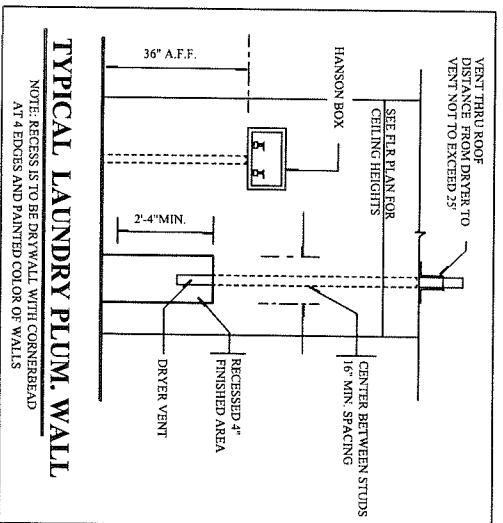 VENT THRU ROOF
DISTANCE FROM DRYER TO
VENT NOT TO EXCEED 25'
SEE FLR PLAN FOR
CEILING HEIGHTS
HANSON BOX
36" A.F.F.
CENTER BETWEEN STUDS
16" MIN. SPACING
2'-4"MIN.
RECESSED 4"
FINISHED AREA
DRYER VENT
TYPICAL LAUNDRY PLUM. WALL
NOTE: RECESS IS TO BE DRYWALL WITH CORNERBEAD
AT 4 EDGES AND PAINTED COLOR OF WALLS